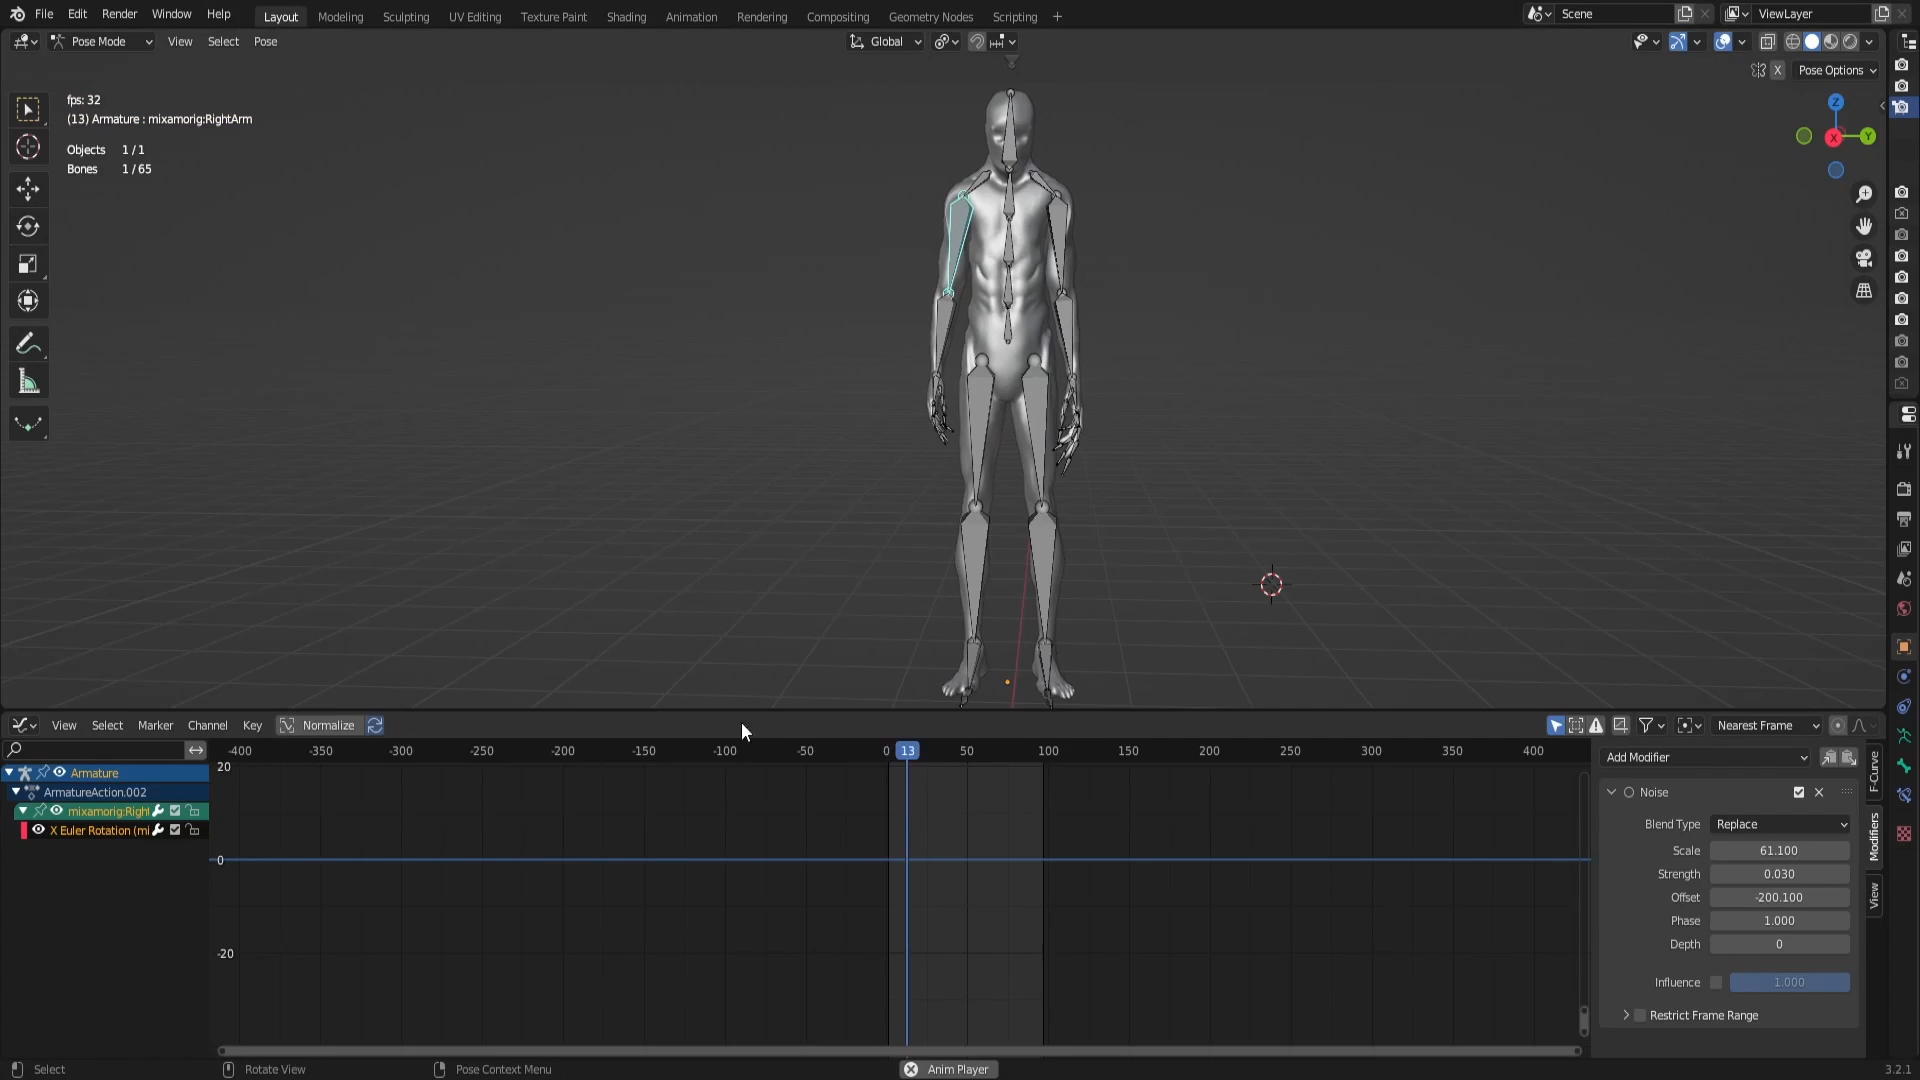 File Edit Render Window Help Layout Modeling Sculpting UV Editing Texture Paint Shading Animation Rendering Compositing Geometry Nodes Scripting + Scene ViewLayer
Pose Mode View Select Pose Global
X Pose Options
fps: 32
(13) Armature : mixamorig:RightArm
Objects 1 / 1
Bones 1 / 65
Z
X
Y
View Select Marker Channel Key Normalize Nearest Frame
-400 -350 -300 -250 -200 -150 -100 -50 0 13 50 100 150 200 250 300 350 400
20
0
-20
Armature
ArmatureAction.002
mixamorig:Right
X Euler Rotation (mi
Add Modifier
Noise
Blend Type Replace
Scale 61.100
Strength 0.030
Offset -200.100
Phase 1.000
Depth 0
Influence 1.000
Restrict Frame Range
F-Curve
Modifiers
View
Select Rotate View Pose Context Menu Anim Player 3.2.1